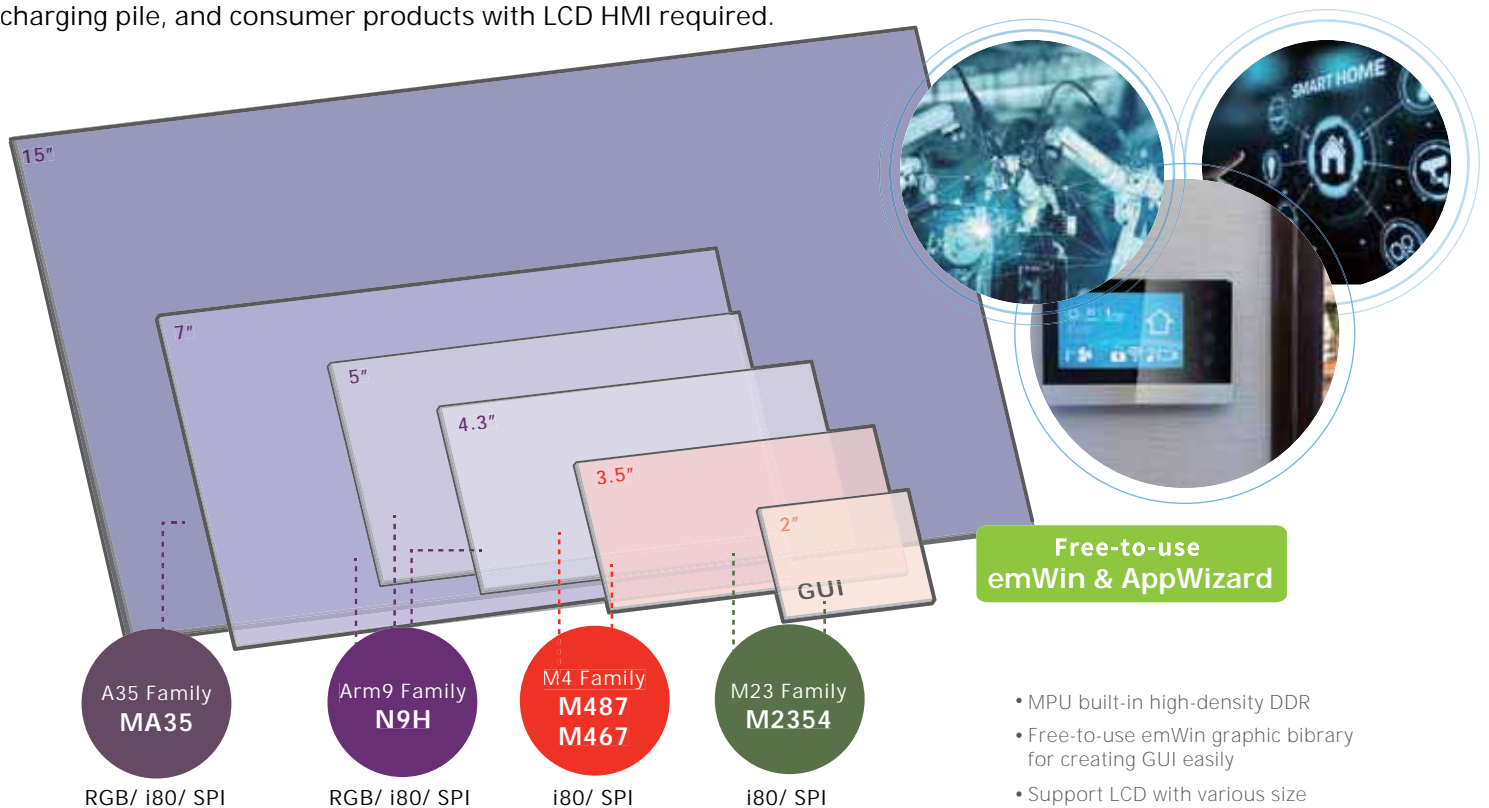 charging pile, and consumer products with LCD HMI required.
15"
7"
5"
4.3"
3.5"
2"
GUI
SMART HOME
Free-to-use
emWin & AppWizard
A35 Family
MA35
RGB/ i80/ SPI
Arm9 Family
N9H
RGB/ i80/ SPI
M4 Family
M487
M467
i80/ SPI
M23 Family
M2354
i80/ SPI
• MPU built-in high-density DDR
• Free-to-use emWin graphic bibrary
for creating GUI easily
• Support LCD with various size